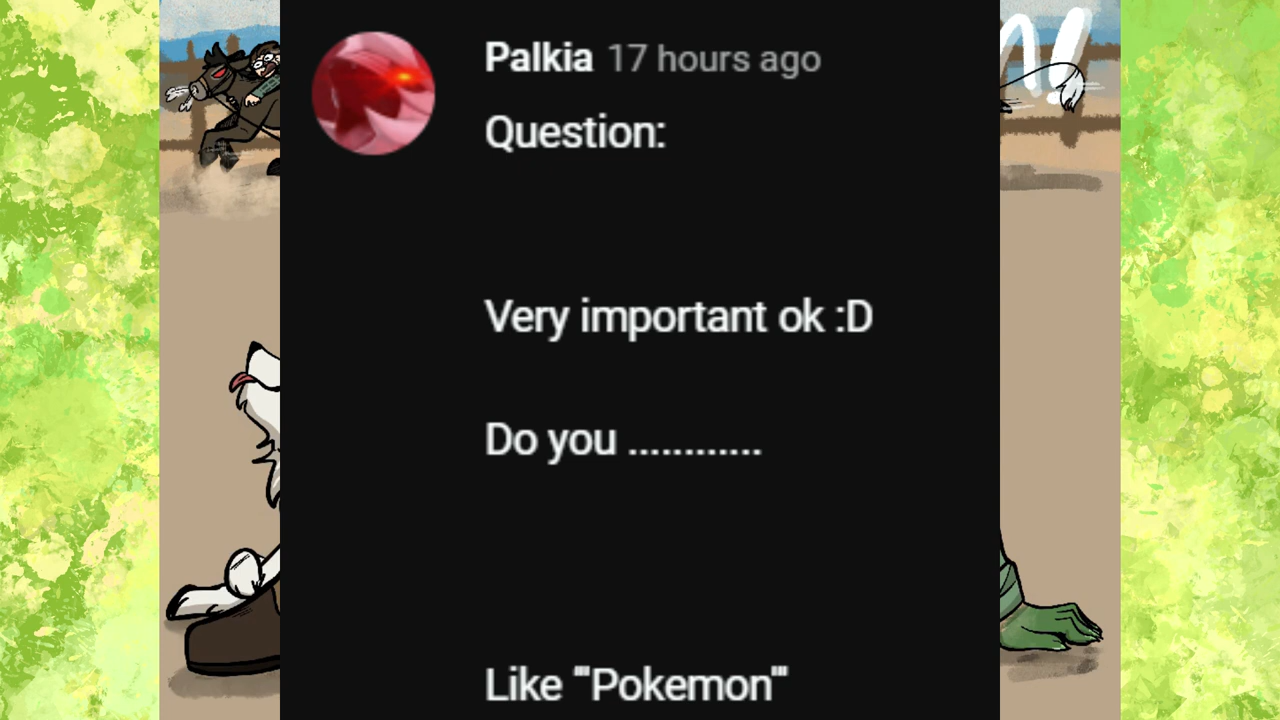 Palkia 17 hours ago
Question:
Very important ok :D
Do you ............
Like '"Pokemon"'